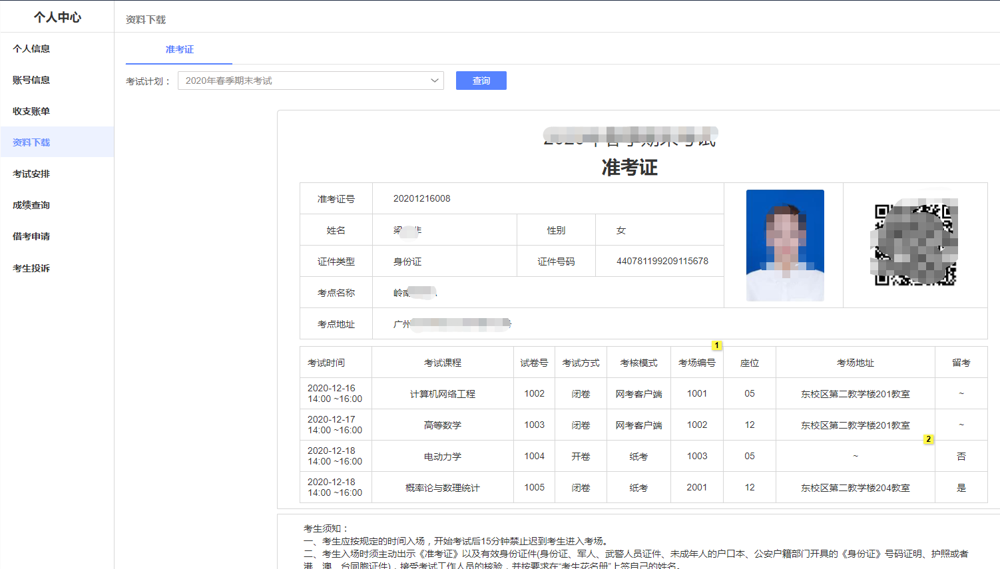 个人中心
资料下载
个人信息
准考证
账号信息
考试计划： 2020年春季期末考试 查询
收支账单
资料下载
考试安排
成绩查询
借考申请
考生投诉
2020年春季期末考试
准考证
准考证号 20201216008
姓名 梁 性别 女
证件类型 身份证 证件号码 440781199209115678
考点名称 岭南
考点地址 广州 号
1
考试时间 考试课程 试卷号 考试方式 考核模式 考场编号 座位 考场地址 留考
2020-12-16 14:00 ~16:00 计算机网络工程 1002 闭卷 网考客户端 1001 05 东校区第二教学楼201教室 ~
2020-12-17 14:00 ~16:00 高等数学 1003 闭卷 网考客户端 1002 12 东校区第二教学楼201教室 ~
2
2020-12-18 14:00 ~16:00 电动力学 1004 开卷 纸考 1003 05 ~ 否
2020-12-18 14:00 ~16:00 概率论与数理统计 1005 闭卷 纸考 2001 12 东校区第二教学楼204教室 是
考生须知：
一、考生应按规定的时间入场，开始考试后15分钟禁止迟到考生进入考场。
二、考生入场时须主动出示《准考证》以及有效身份证件(身份证、军人、武警人员证件、未成年人的户口本、公安户籍部门开具的《身份证》号码证明、护照或者
港、澳、台同胞证件)，接受考试工作人员的核验，并按要求在“考生花名册”上签自己的姓名。